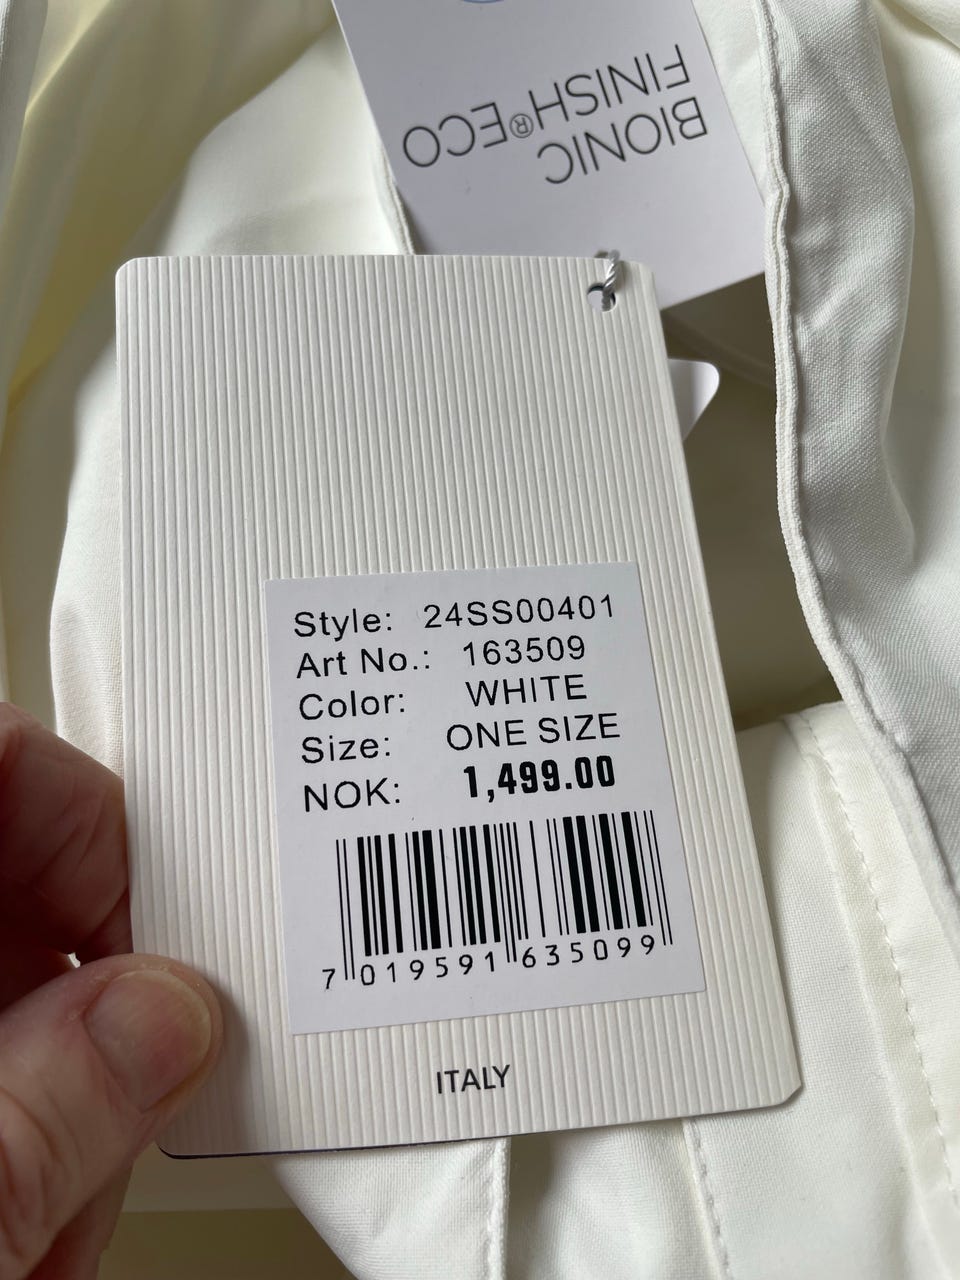 BIONIC
FINISH®ECO
Style: 24SS00401
Art No.: 163509
Color: WHITE
Size: ONE SIZE
NOK: 1,499.00
7 019591 635099
ITALY